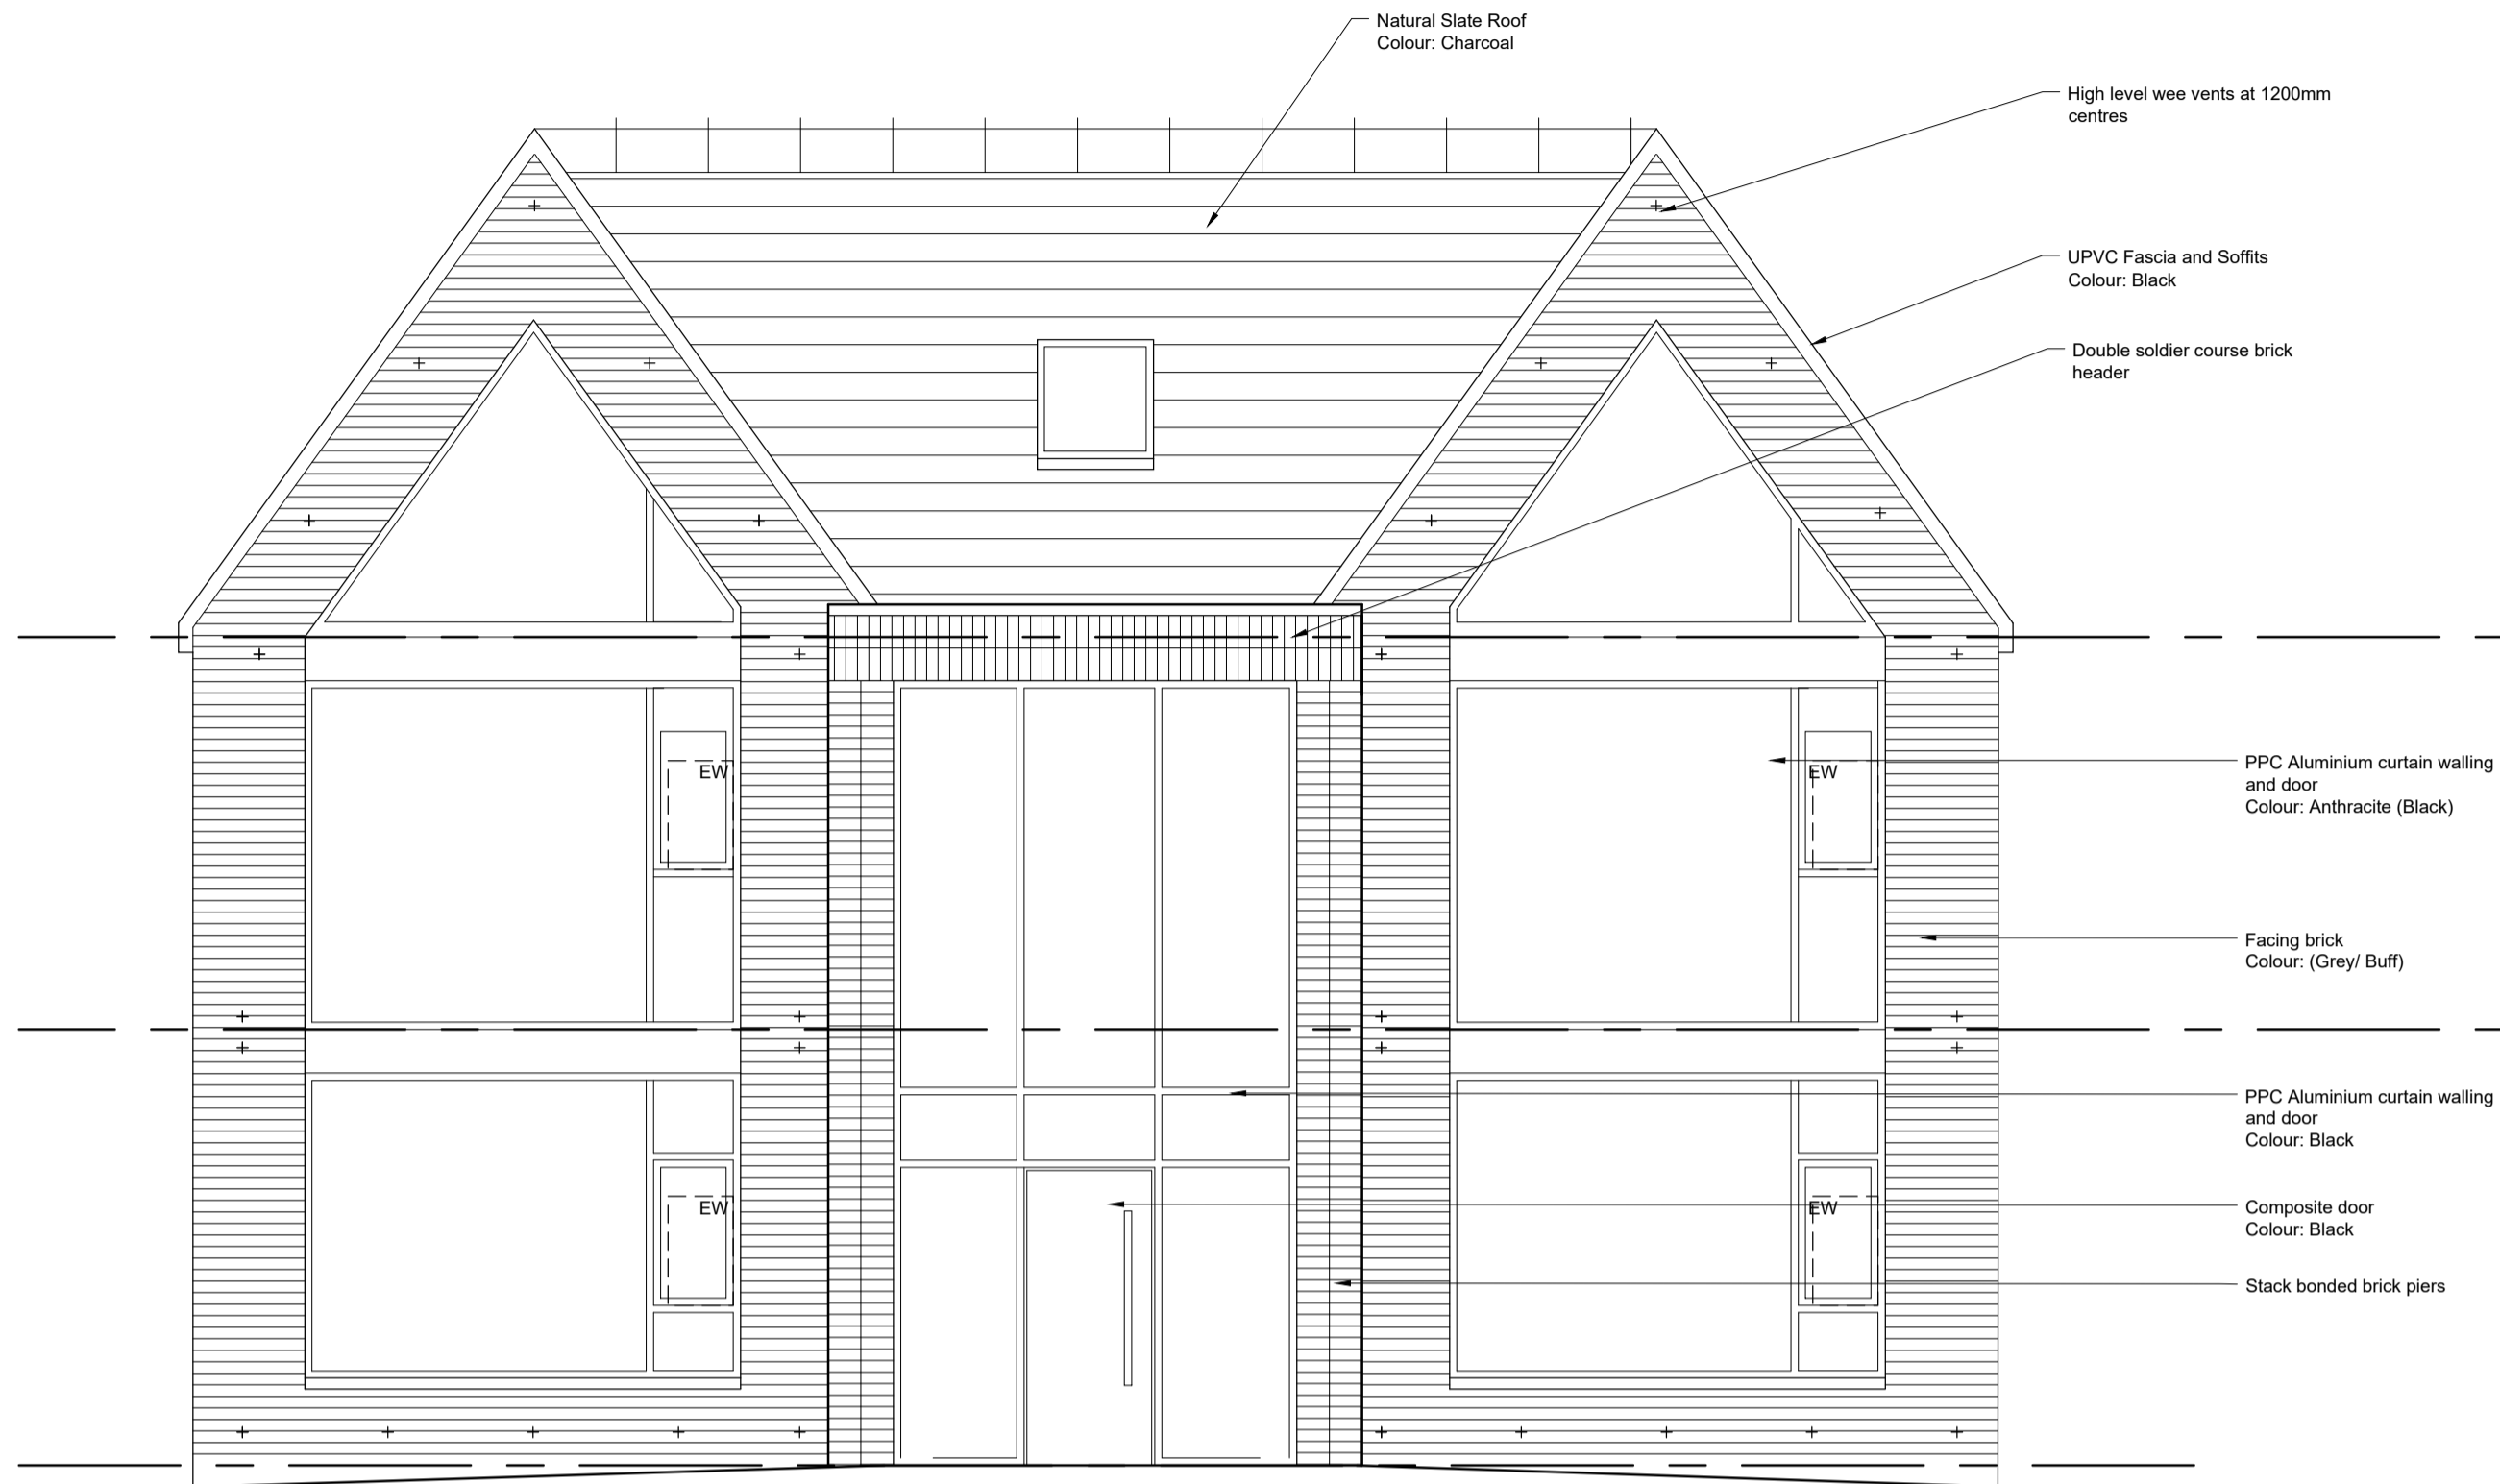 Natural Slate Roof
Colour: Charcoal
High level wee vents at 1200mm
centres
UPVC Fascia and Soffits
Colour: Black
Double soldier course brick
header
EW
EW
PPC Aluminium curtain walling
and door
Colour: Anthracite (Black)
Facing brick
Colour: (Grey/ Buff)
PPC Aluminium curtain walling
and door
Colour: Black
EW
EW
Composite door
Colour: Black
Stack bonded brick piers